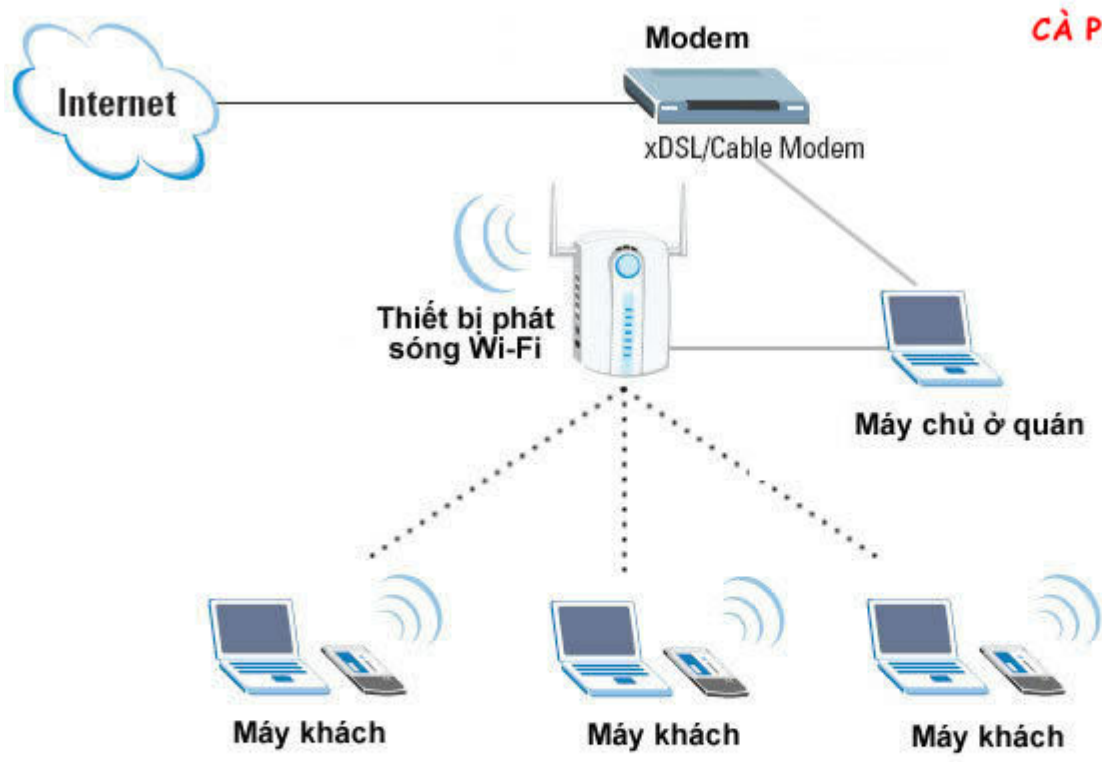 CÀ P
Modem
Internet
xDSL/Cable Modem
Thiết bị phát
sóng Wi-Fi
Máy chủ ở quán
Máy khách
Máy khách
Máy khách